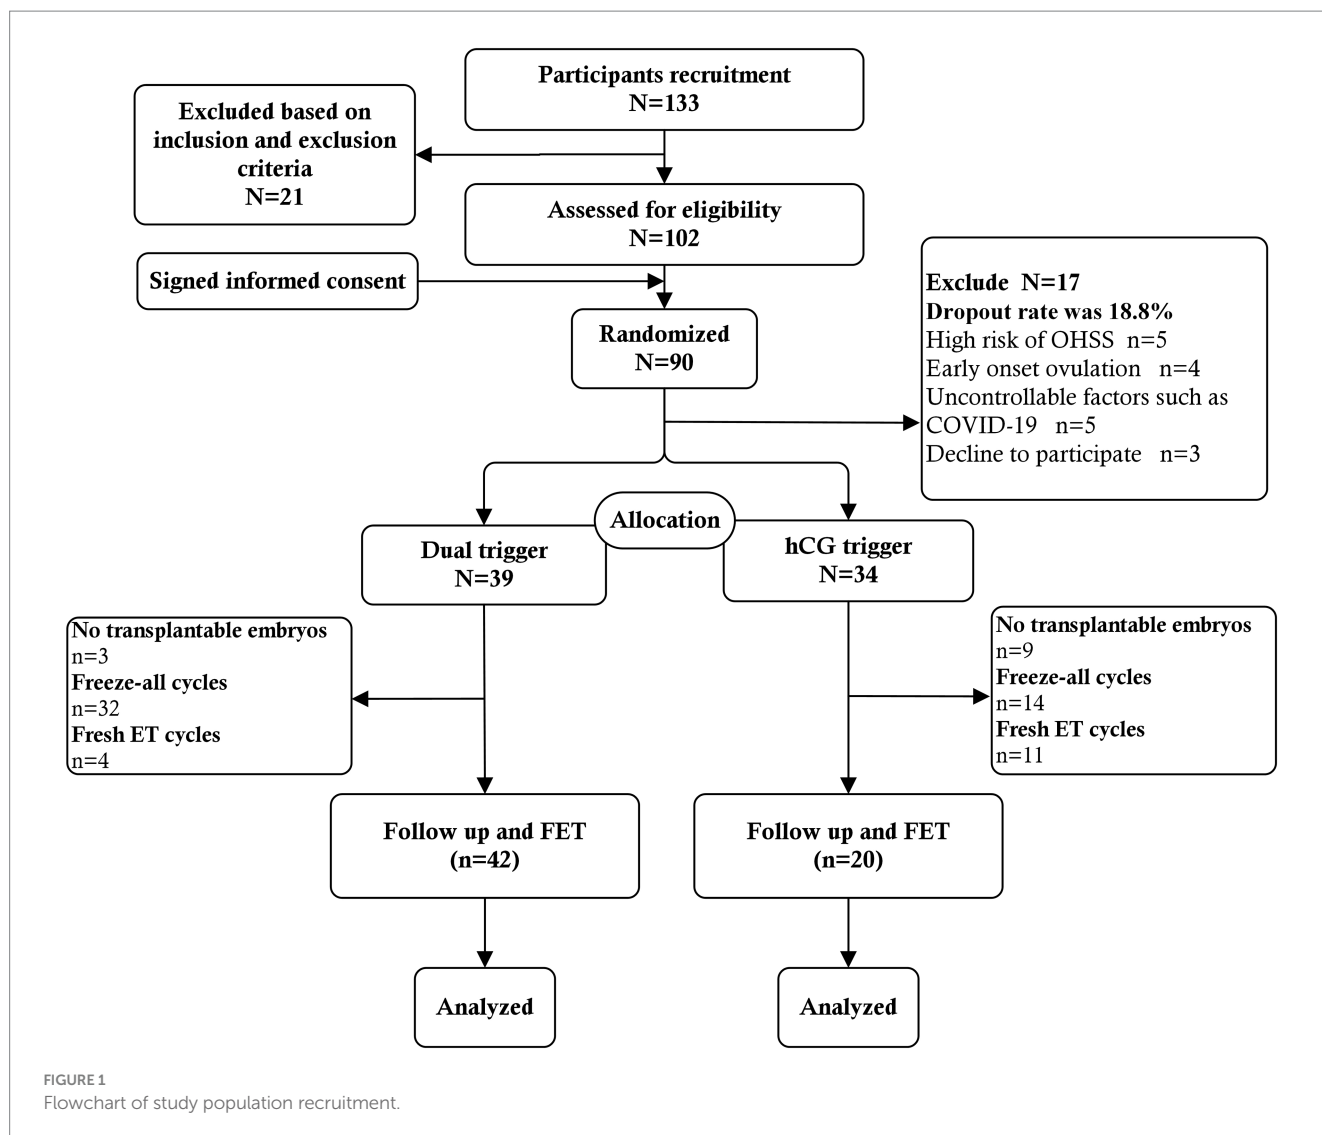 Participants recruitment
N=133
Excluded based on
inclusion and exclusion
criteria
N=21
Assessed for eligibility
N=102
Signed informed consent
Randomized
N=90
Exclude  N=17
Dropout rate was 18.8%
High risk of OHSS  n=5
Early onset ovulation   n=4
Uncontrollable factors such as
COVID-19   n=5
Decline to participate   n=3
Allocation
Dual trigger
N=39
hCG trigger
N=34
No transplantable embryos
n=3
Freeze-all cycles
n=32
Fresh ET cycles
n=4
No transplantable embryos
n=9
Freeze-all cycles
n=14
Fresh ET cycles
n=11
Follow up and FET
(n=42)
Follow up and FET
(n=20)
Analyzed
Analyzed
FIGURE 1
Flowchart of study population recruitment.